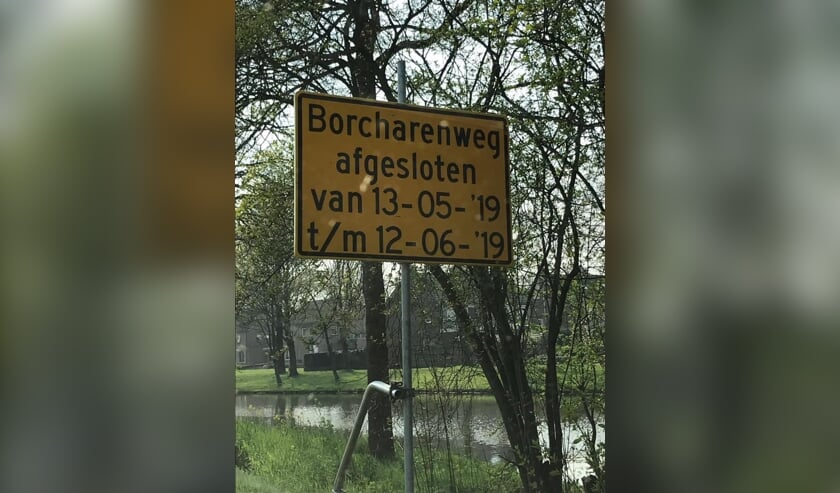 Borcharenweg
afgesloten
van 13-05-'19
t/m 12-06-'19